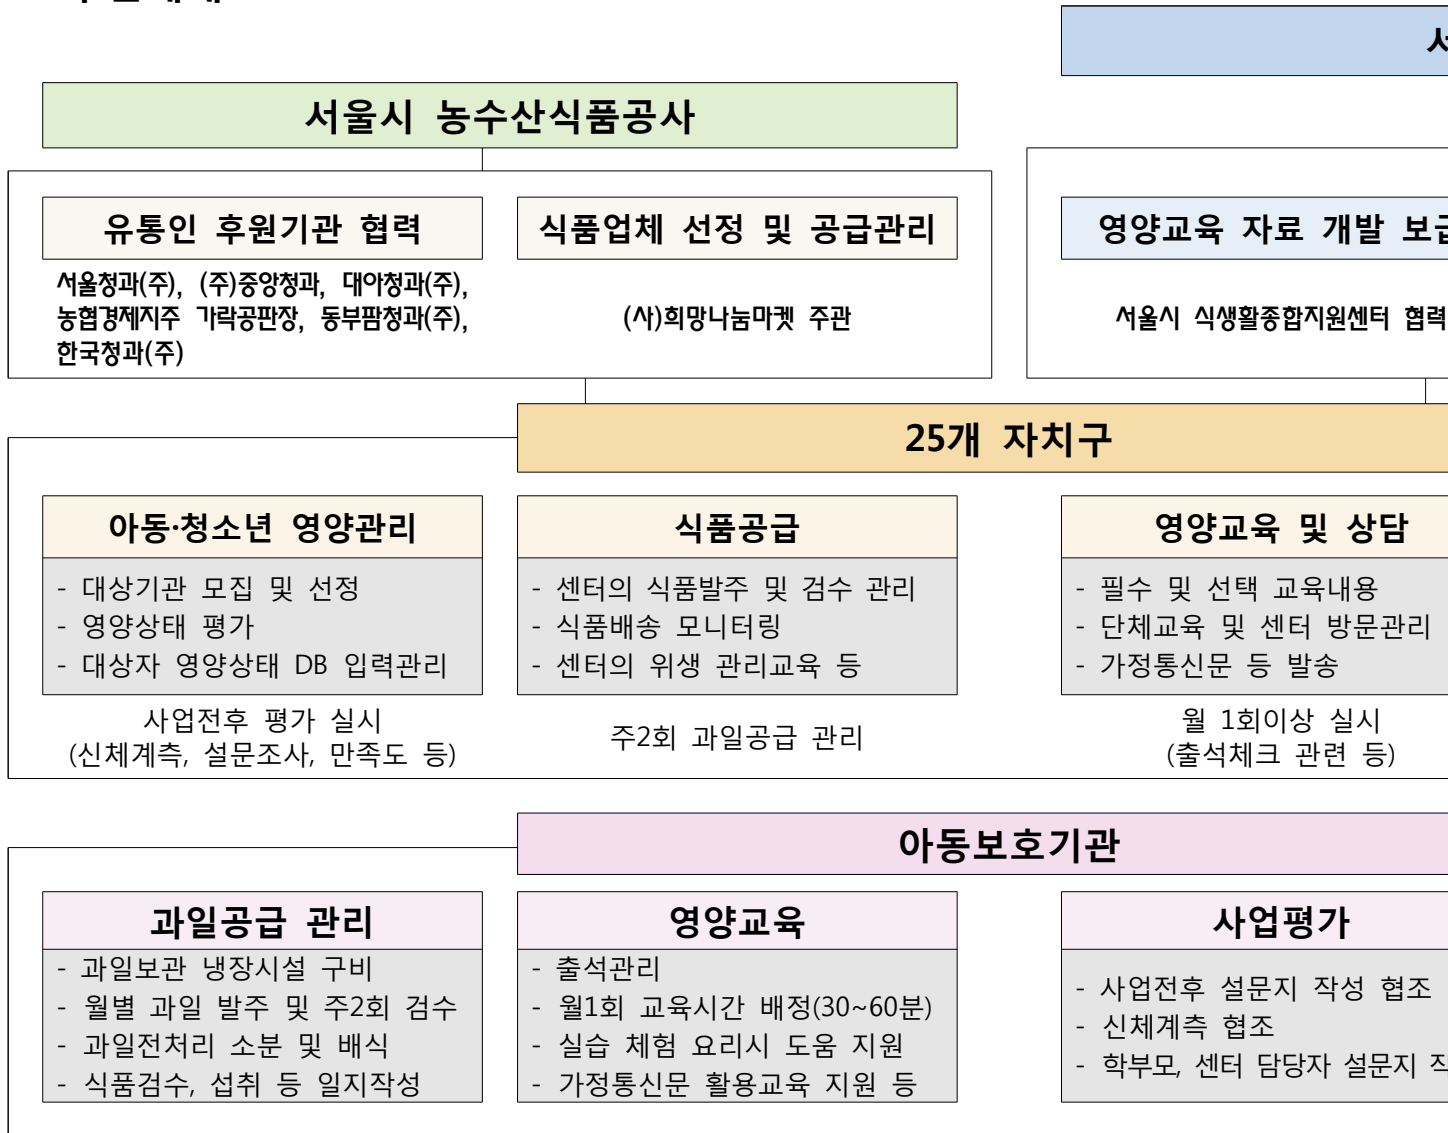 서울시 농수산식품공사
유통인 후원기관 협력
서울청과(주), (주)중앙청과, 대아청과(주),
농협경제지주 가락공판장, 동부팜청과(주),
한국청과(주)
식품업체 선정 및 공급관리
(사)희망나눔마켓 주관
영양교육 자료 개발
서울시 식생활종합지원센터 협력
25개 자치구
아동·청소년 영양관리
- 대상기관 모집 및 선정
- 영양상태 평가
- 대상자 영양상태 DB 입력관리
사업전후 평가 실시
(신체계측, 설문조사, 만족도 등)
식품공급
- 센터의 식품발주 및 검수 관리
- 식품배송 모니터링
- 센터의 위생 관리교육 등
주2회 과일공급 관리
영양교육 및 상담
- 필수 및 선택 교육내용
- 단체교육 및 센터 방문관리
- 가정통신문 등 발송
월 1회이상 실시
(출석체크 관련 등)
아동보호기관
과일공급 관리
- 과일보관 냉장시설 구비
- 월별 과일 발주 및 주2회 검수
- 과일전처리 소분 및 배식
- 식품검수, 섭취 등 일지작성
영양교육
- 출석관리
- 월1회 교육시간 배정(30~60분)
- 실습 체험 요리시 도움 지원
- 가정통신문 활용교육 지원 등
사업평가
- 사업전후 설문지 작성 협조
- 신체계측 협조
- 학부모, 센터 담당자 설문지